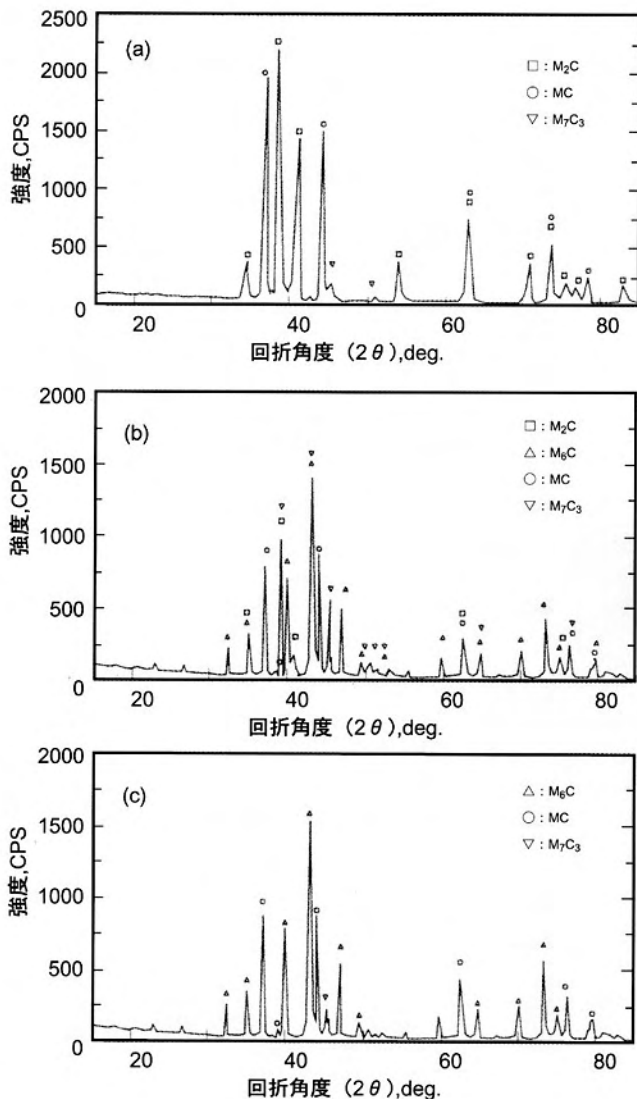 2500
2000
1500
1000
500
0
強度,CPS
(a)
□ : M₂C
○ : MC
▽ : M₇C₃
20 40 60 80
回折角度(2θ),deg.
2000
1500
1000
500
0
強度,CPS
(b)
□ : M₂C
△ : M₆C
○ : MC
▽ : M₇C₃
20 40 60 80
回折角度(2θ),deg.
2000
1500
1000
500
0
強度,CPS
(c)
△ : M₆C
○ : MC
▽ : M₇C₃
20 40 60 80
回折角度(2θ),deg.